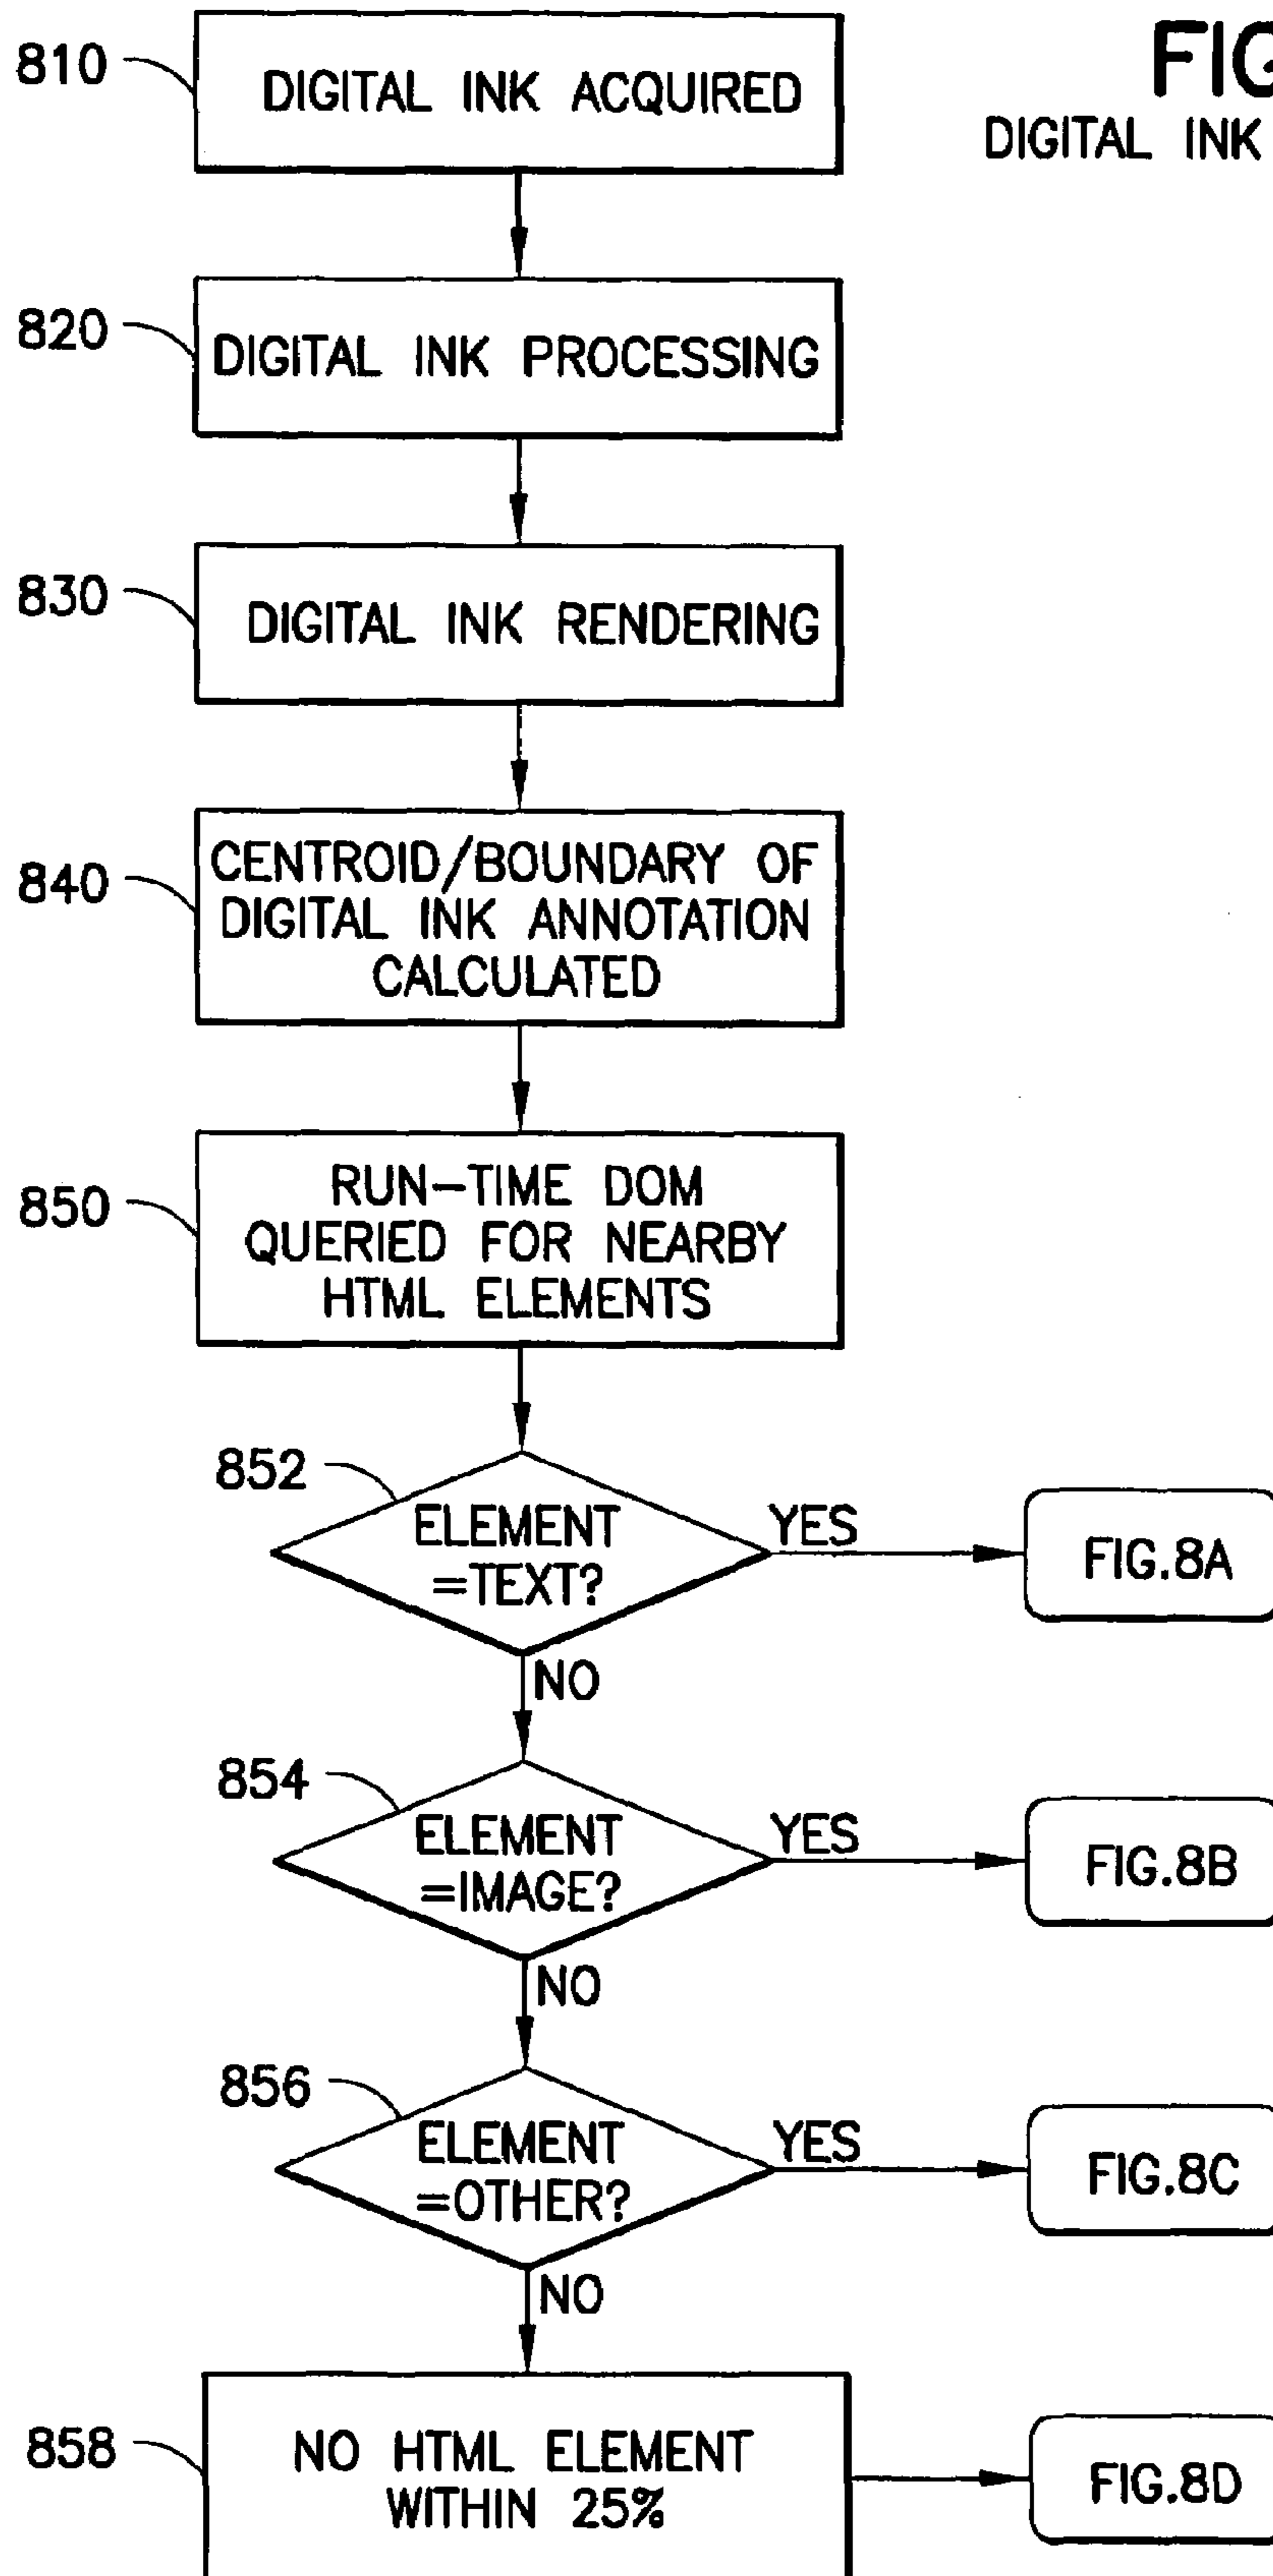 FIG
DIGITAL INK
810
DIGITAL INK ACQUIRED
820
DIGITAL INK PROCESSING
830
DIGITAL INK RENDERING
840
CENTROID/BOUNDARY OF
DIGITAL INK ANNOTATION
CALCULATED
850
RUN-TIME DOM
QUERIED FOR NEARBY
HTML ELEMENTS
852
ELEMENT
=TEXT?
YES
FIG.8A
NO
854
ELEMENT
=IMAGE?
YES
FIG.8B
NO
856
ELEMENT
=OTHER?
YES
FIG.8C
NO
858
NO HTML ELEMENT
WITHIN 25%
FIG.8D